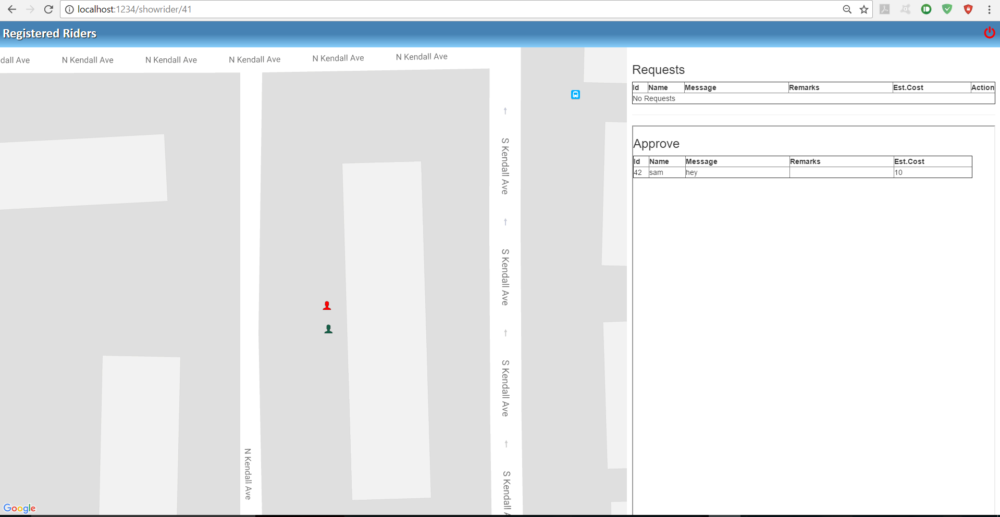 localhost:1234/showrider/41
Registered Riders
dall Ave N Kendall Ave N Kendall Ave N Kendall Ave N Kendall Ave N Kendall Ave
S Kendall Ave
S Kendall Ave
S Kendall Ave
S Kendall A
N Kendall Ave
Google
Requests
Id Name Message Remarks Est.Cost Action
No Requests
Approve
Id Name Message Remarks Est.Cost
42 sam hey 10